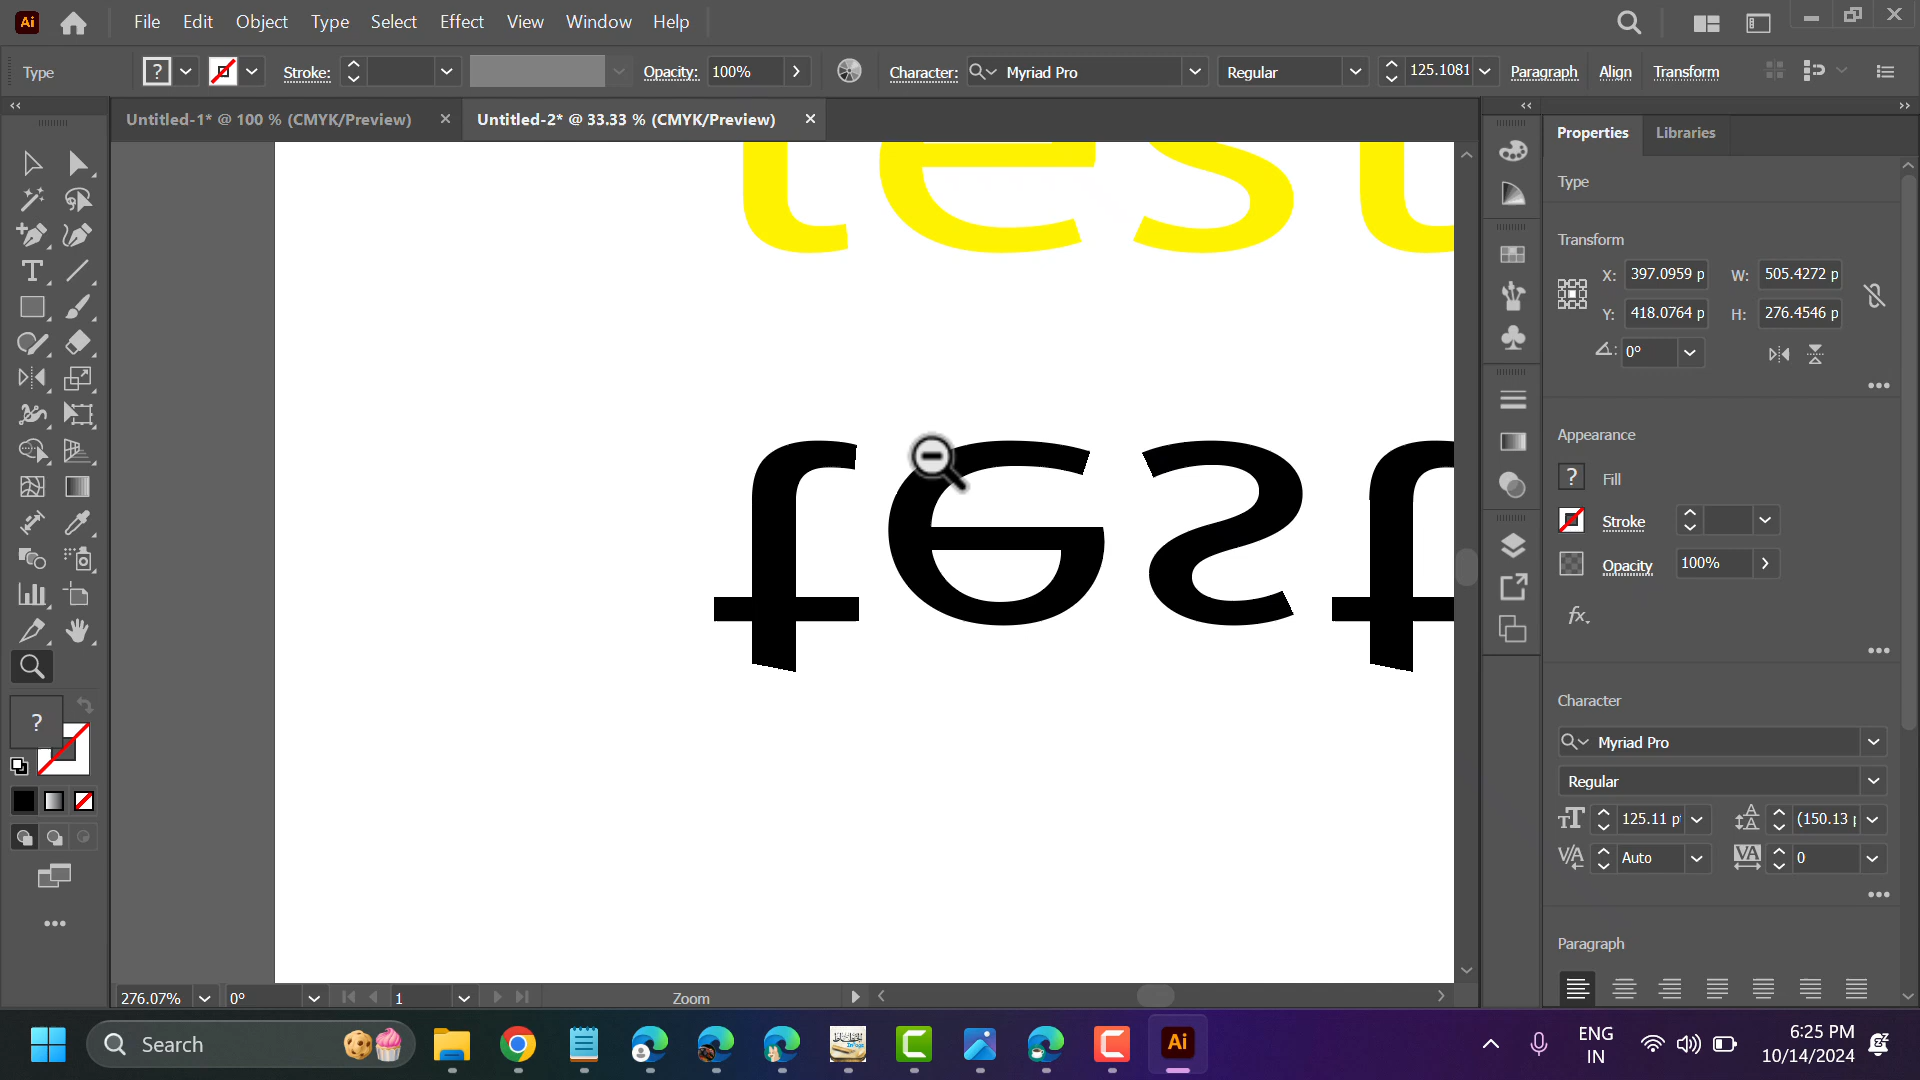 Ai File Edit Object Type Select Effect View Window Help
Type ? Stroke: Opacity: 100% Character: Myriad Pro Regular 125.1081 Paragraph Align Transform
Untitled-1* @ 100 % (CMYK/Preview) Untitled-2* @ 33.33 % (CMYK/Preview)
Properties Libraries
Type
Transform
X: 397.0959 p W: 505.4272 p
Y: 418.0764 p H: 276.4546 p
0°
test
Appearance
? Fill
Stroke
Opacity 100%
fx
test
Character
Myriad Pro
Regular
125.11 pt (150.13 p
Auto 0
Paragraph
?
276.07% 0° 1 Zoom
Search
Ai
ENG
IN
6:25 PM
10/14/2024